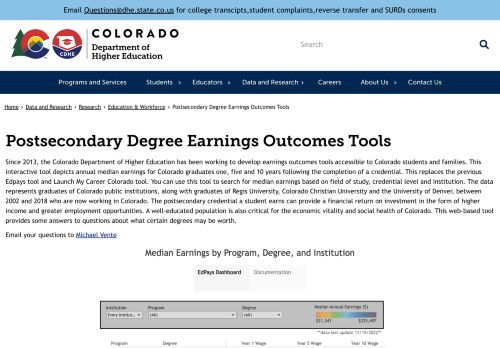 Email Questions@dhe.state.co.us for college transcipts,student complaints,reverse transfer and SURDs consents
COLORADO
Department of
Higher Education
CDHE
Search
Programs and Services Students Educators Data and Research Careers About Us Contact Us
Home › Data and Research › Research › Education & Workforce › Postsecondary Degree Earnings Outcomes Tools
Postsecondary Degree Earnings Outcomes Tools
Since 2013, the Colorado Department of Higher Education has been working to develop earnings outcomes tools accessible to Colorado students and families. This
interactive tool depicts annual median earnings for Colorado graduates one, five and 10 years following the completion of a credential. This replaces the previous
Edpays tool and Launch My Career Colorado tool. You can use this tool to search for median earnings based on field of study, credential level and institution. The data
represents graduates of Colorado public institutions, along with graduates of Regis University, Colorado Christian University and the University of Denver, between
2002 and 2018 who are now working in Colorado. The postsecondary credential a student earns can provide a financial return on investment in the form of higher
income and greater employment opportunities. A well-educated population is also critical for the economic vitality and social health of Colorado. This web-based tool
provides some answers to questions about what certain degrees may be worth.
Email your questions to Michael Vente
Median Earnings by Program, Degree, and Institution
EdPays Dashboard Documentation
Institution Program Degree Median Annual Earnings ($)
Every Institut... (All) (All)
**data last update 11/15/2022**
Program Degree Year 1 Wage Year 5 Wage Year 10 Wage